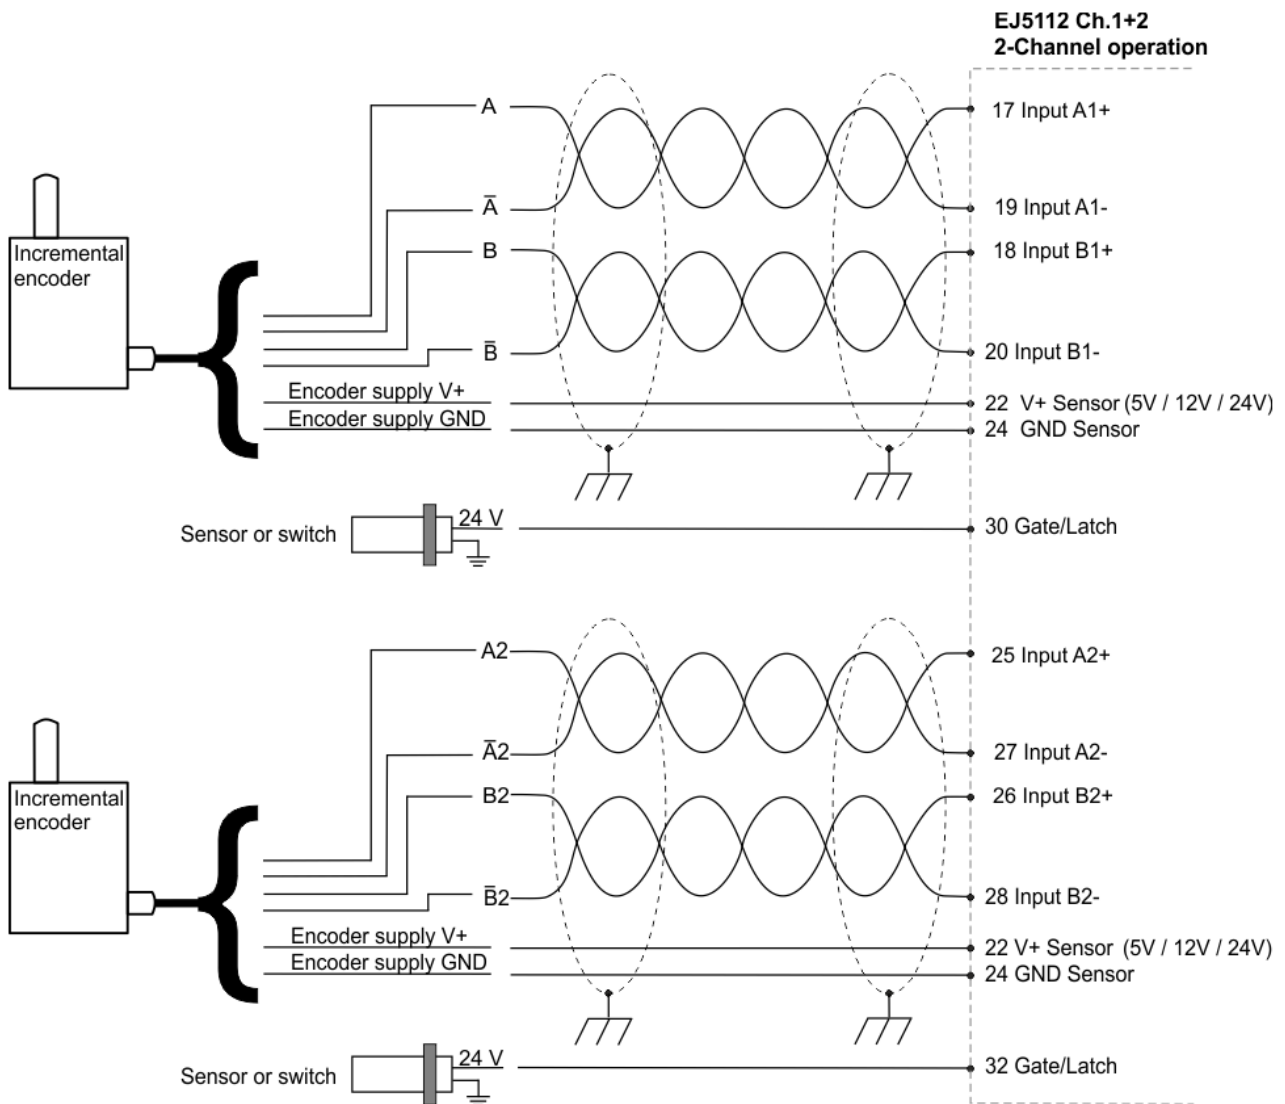 EJ5112 Ch.1+2
2-Channel operation
A
17 Input A1+
A̅
19 Input A1-
B
18 Input B1+
Incremental
encoder
B̅
20 Input B1-
Encoder supply V+
22 V+ Sensor (5V / 12V / 24V)
Encoder supply GND
24 GND Sensor
Sensor or switch
24 V
30 Gate/Latch
A2
25 Input A2+
A̅2
27 Input A2-
B2
26 Input B2+
Incremental
encoder
B̅2
28 Input B2-
Encoder supply V+
22 V+ Sensor (5V / 12V / 24V)
Encoder supply GND
24 GND Sensor
Sensor or switch
24 V
32 Gate/Latch